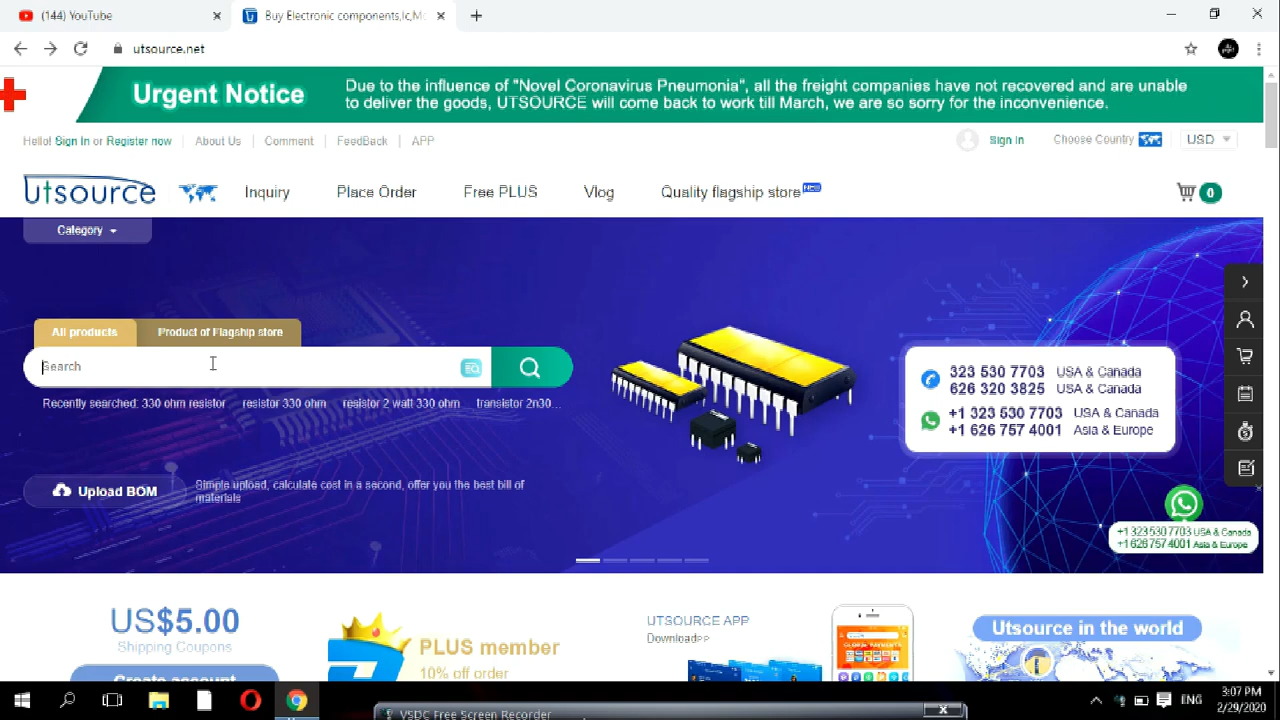 (144) YouTube
Buy Electronic components,ic,Mo
utsource.net
Urgent Notice
Due to the influence of "Novel Coronavirus Pneumonia", all the freight companies have not recovered and are unable
to deliver the goods, UTSOURCE will come back to work till March, we are so sorry for the inconvenience.
Hello! Sign In or Register now
About Us
Comment
FeedBack
APP
Sign In
Choose Country
USD
utsource
Inquiry
Place Order
Free PLUS
Vlog
Quality flagship store
NEW
0
Category
All products
Product of Flagship store
Search
Recently searched: 330 ohm resistor
resistor 330 ohm
resistor 2 watt 330 ohm
transistor 2n30...
323 530 7703 USA & Canada
626 320 3825 USA & Canada
+1 323 530 7703 USA & Canada
+1 626 757 4001 Asia & Europe
Upload BOM
Simple upload, calculate cost in a second, offer you the best bill of
materials
+1 323 530 7703 USA & Canada
+1 626 757 4001 Asia & Europe
US$5.00
Shipping Coupons
Create account
PLUS member
10% off order
UTSOURCE APP
Download>>
Utsource in the world
VSDC Free Screen Recorder
ENG
3:07 PM
2/29/2020